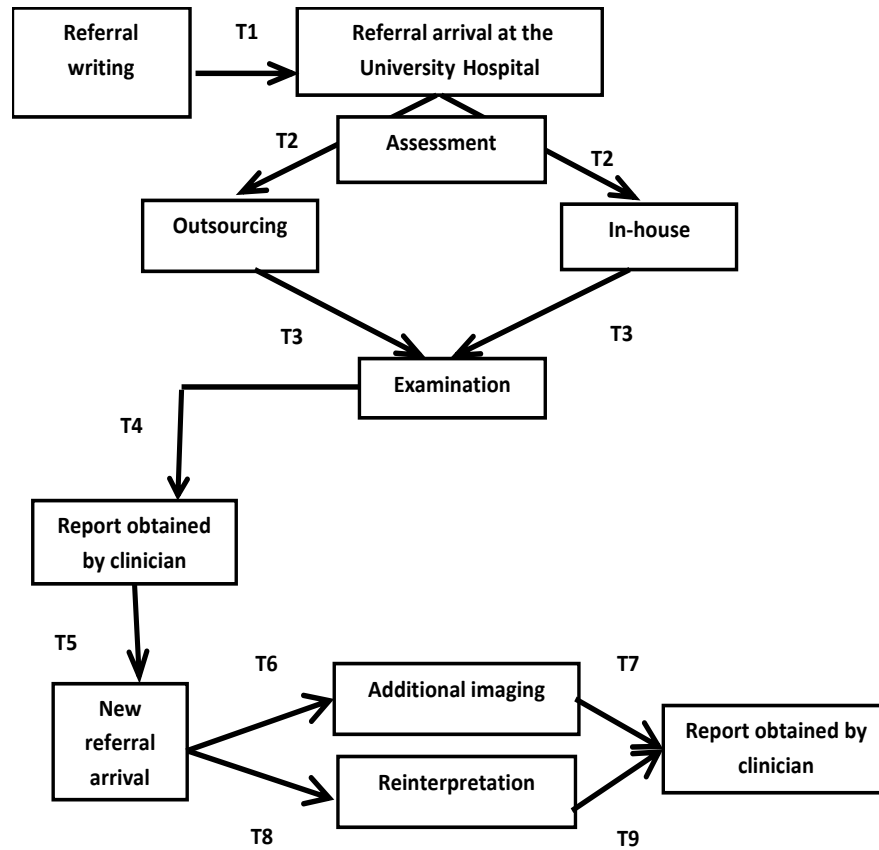 Referral
writing
T1
Referral arrival at the
University Hospital
Assessment
T2
T2
Outsourcing
In-house
T3
T3
Examination
T4
Report obtained
by clinician
T5
New
referral
arrival
T6
Additional imaging
T7
Report obtained by
clinician
Reinterpretation
T8
T9